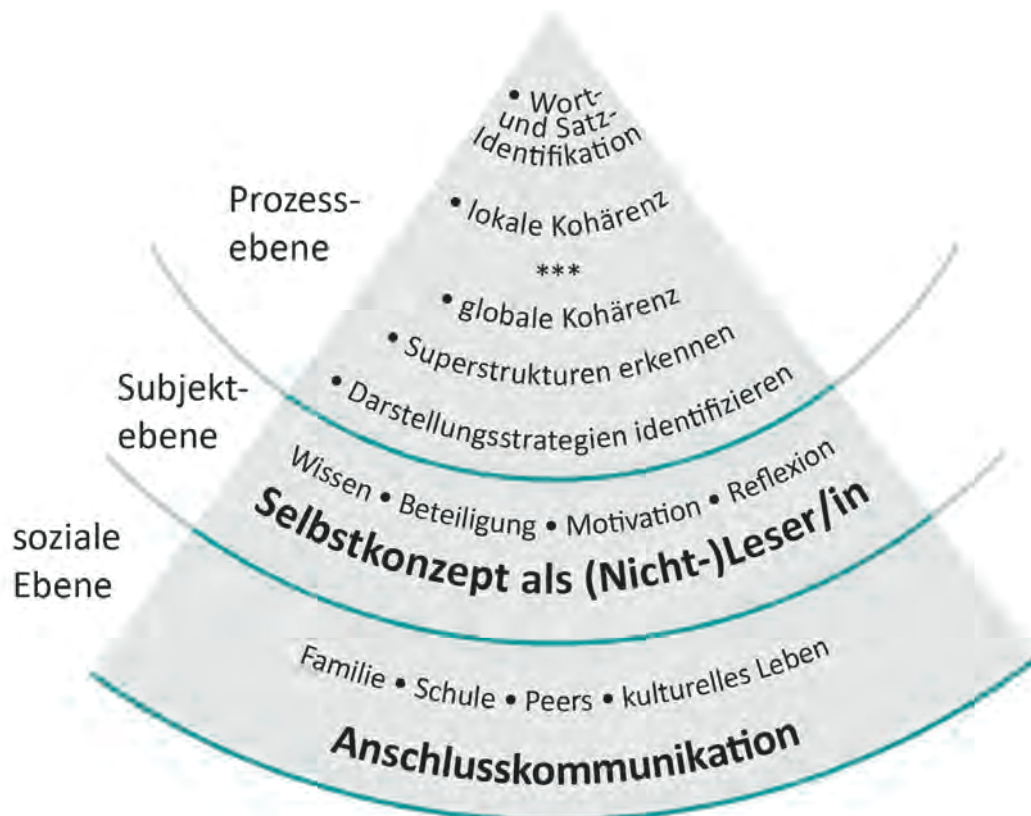 • Wort-
und Satz-
Identifikation
Prozess-
ebene
• lokale Kohärenz
***
• globale Kohärenz
• Superstrukturen erkennen
• Darstellungsstrategien identifizieren
Subjekt-
ebene
Wissen • Beteiligung • Motivation • Reflexion
Selbstkonzept als (Nicht-)Leser/in
soziale
Ebene
Familie • Schule • Peers • kulturelles Leben
Anschlusskommunikation